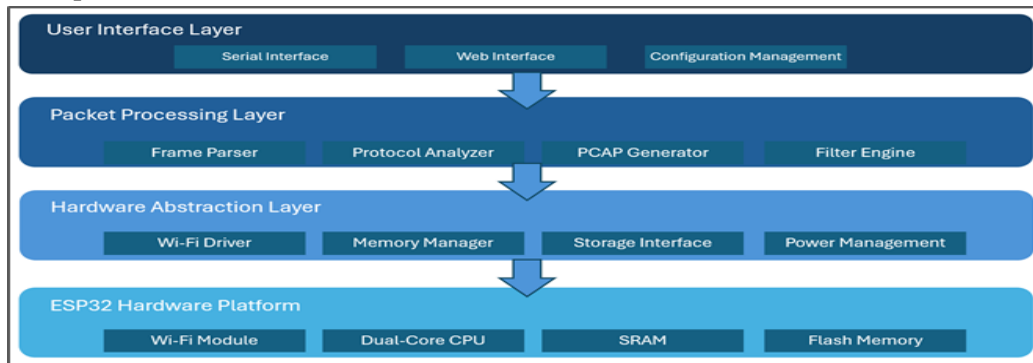 User Interface Layer
Serial Interface Web Interface Configuration Management
Packet Processing Layer
Frame Parser Protocol Analyzer PCAP Generator Filter Engine
Hardware Abstraction Layer
Wi-Fi Driver Memory Manager Storage Interface Power Management
ESP32 Hardware Platform
Wi-Fi Module Dual-Core CPU SRAM Flash Memory